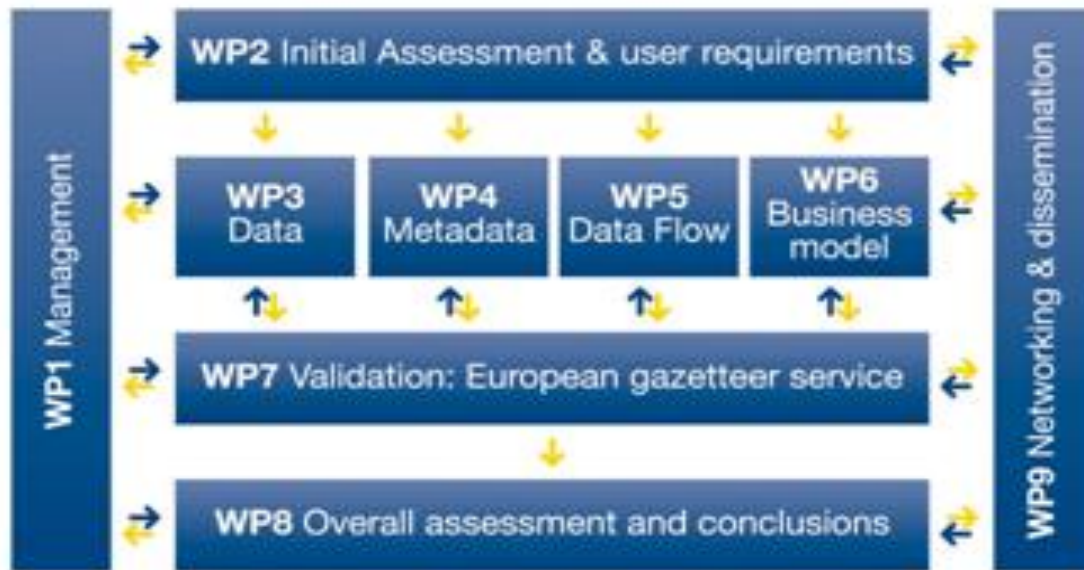 WP1 Management
WP2 Initial Assessment & user requirements
WP3
Data
WP4
Metadata
WP5
Data Flow
WP6
Business
model
WP7 Validation: European gazetteer service
WP8 Overall assessment and conclusions
WP9 Networking & dissemination